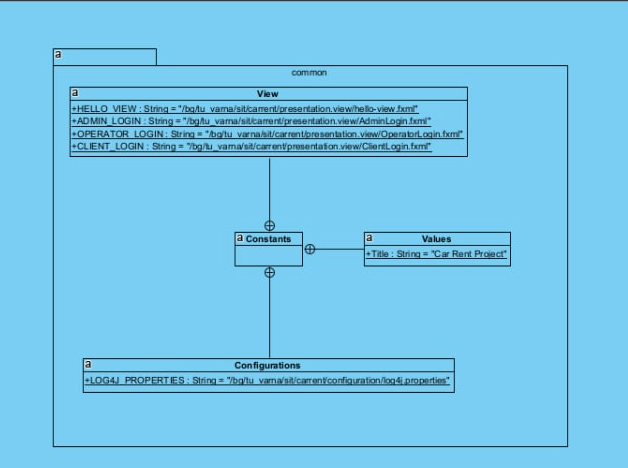 a
common
a
View
+HELLO_VIEW : String = "/bg/tu_varna/sit/carrent/presentation.view/hello-view.fxml"
+ADMIN_LOGIN : String = "/bg/tu_varna/sit/carrent/presentation.view/AdminLogin.fxml"
+OPERATOR_LOGIN : String = "/bg/tu_varna/sit/carrent/presentation.view/OperatorLogin.fxml"
+CLIENT_LOGIN : String = "/bg/tu_varna/sit/carrent/presentation.view/ClientLogin.fxml"
a Constants
a Values
+Title : String = "Car Rent Project"
a
Configurations
+LOG4J_PROPERTIES : String = "/bg/tu_varna/sit/carrent/configuration/log4j.properties"